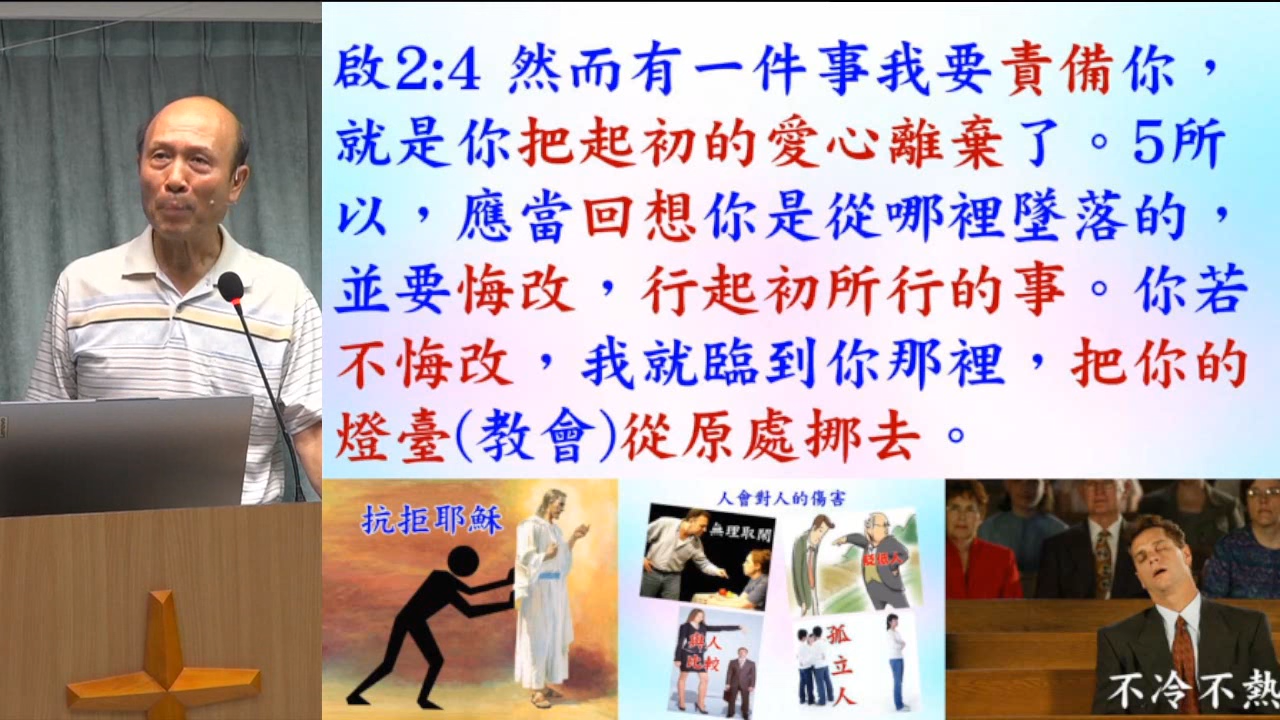 啟2:4 然而有一件事我要責備你，
就是你把起初的愛心離棄了。5所
以，應當回想你是從哪裡墜落的，
並要悔改，行起初所行的事。你若
不悔改，我就臨到你那裡，把你的
燈臺(教會)從原處挪去。
抗拒耶穌
人會對人的傷害
無理取鬧
與人
比較
孤
立
人
不冷不熱
Lenovo